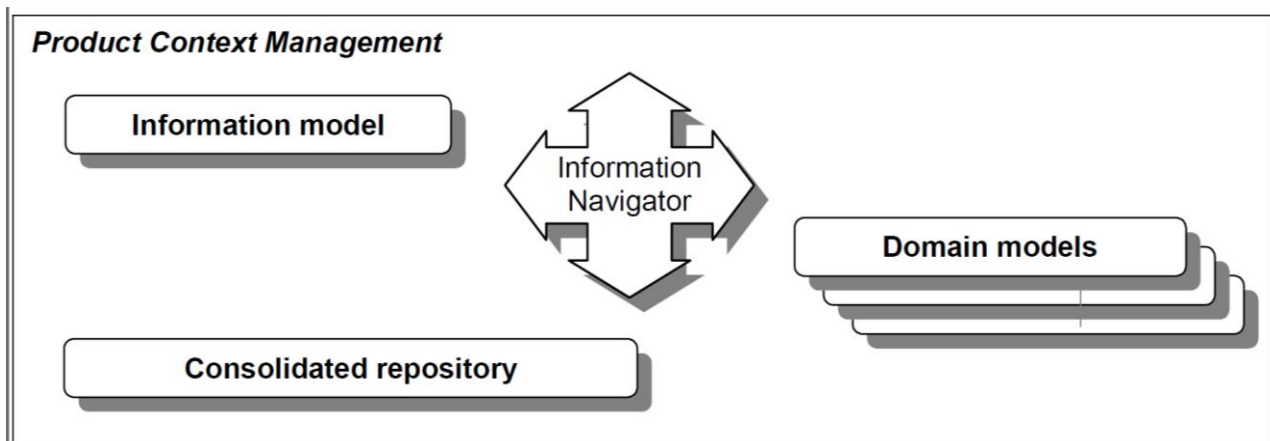 Product Context Management
Information model
Information
Navigator
Domain models
Consolidated repository